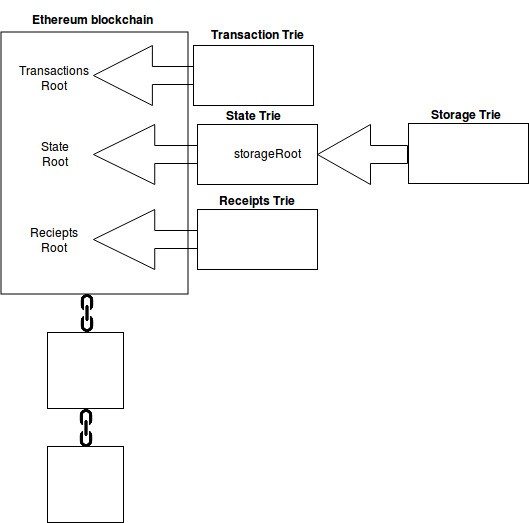 Ethereum blockchain
Transaction Trie
Transactions
Root
State Trie
Storage Trie
State
Root
storageRoot
Receipts Trie
Reciepts
Root